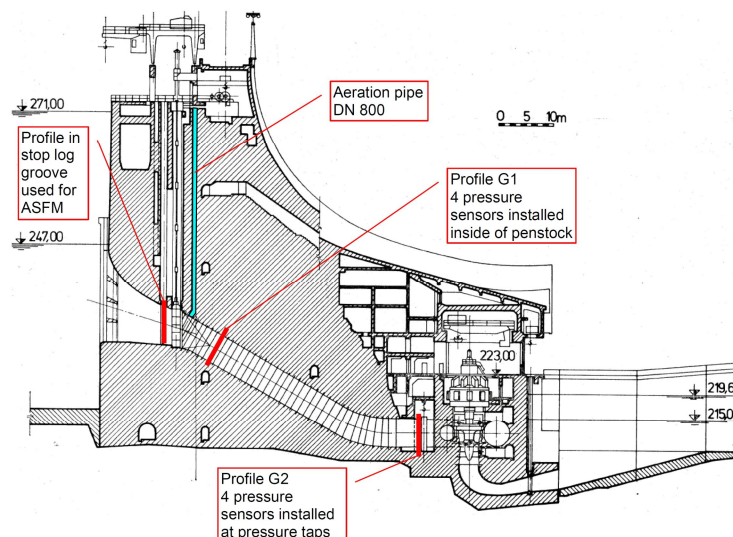 Aeration pipe
DN 800
271,00
0 5 10m
Profile in
stop log
groove
used for
ASFM
Profile G1
4 pressure
sensors installed
inside of penstock
247,00
223,00
219,6
215,0
Profile G2
4 pressure
sensors installed
at pressure taps